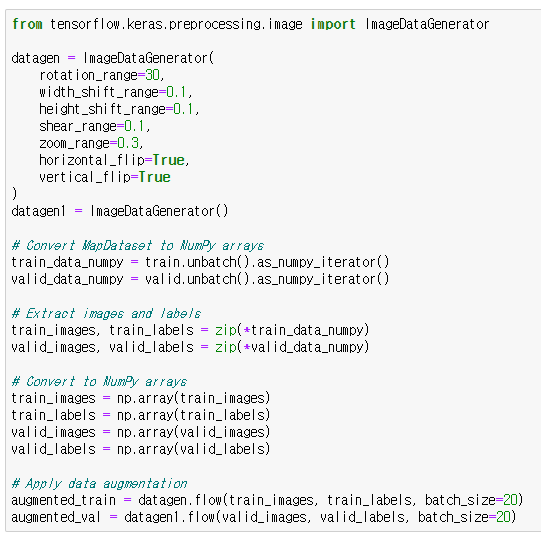 from tensorflow.keras.preprocessing.image import ImageDataGenerator

datagen = ImageDataGenerator(
    rotation_range=30,
    width_shift_range=0.1,
    height_shift_range=0.1,
    shear_range=0.1,
    zoom_range=0.3,
    horizontal_flip=True,
    vertical_flip=True
)
datagen1 = ImageDataGenerator()

# Convert MapDataset to NumPy arrays
train_data_numpy = train.unbatch().as_numpy_iterator()
valid_data_numpy = valid.unbatch().as_numpy_iterator()

# Extract images and labels
train_images, train_labels = zip(*train_data_numpy)
valid_images, valid_labels = zip(*valid_data_numpy)

# Convert to NumPy arrays
train_images = np.array(train_images)
train_labels = np.array(train_labels)
valid_images = np.array(valid_images)
valid_labels = np.array(valid_labels)

# Apply data augmentation
augmented_train = datagen.flow(train_images, train_labels, batch_size=20)
augmented_val = datagen1.flow(valid_images, valid_labels, batch_size=20)